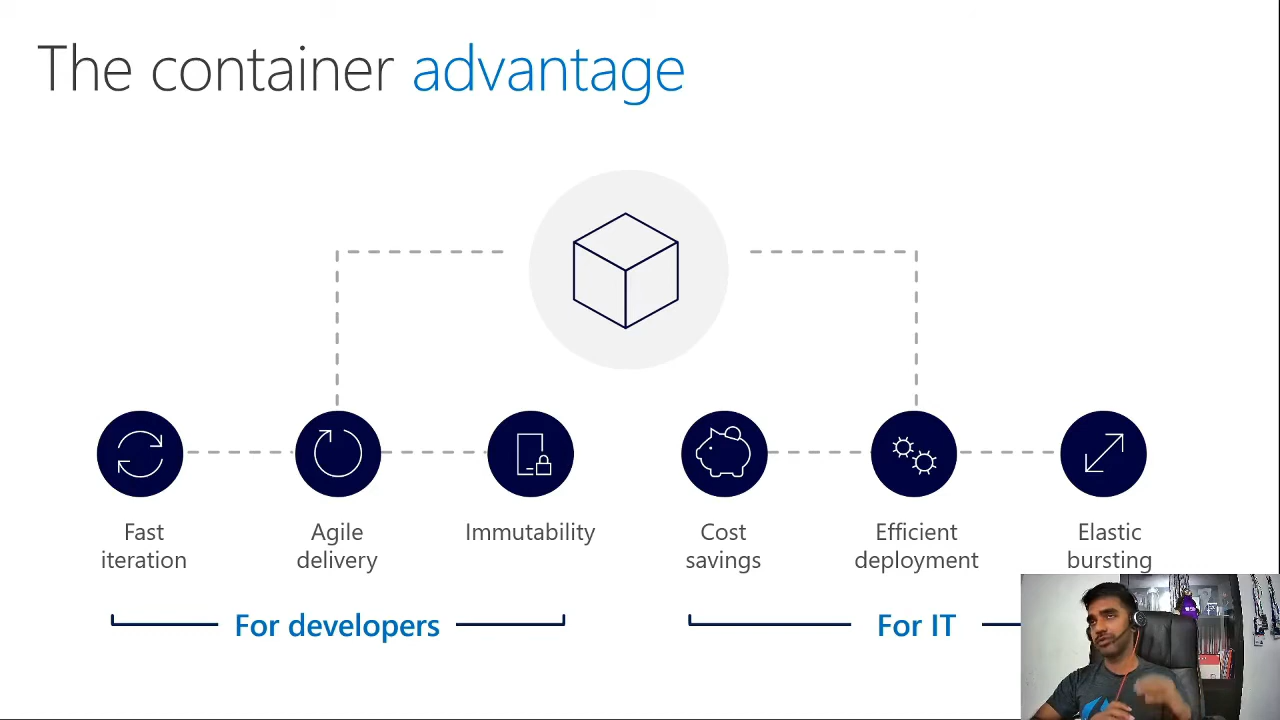 The container advantage
Fast
iteration
Agile
delivery
Immutability
Cost
savings
Efficient
deployment
Elastic
bursting
For developers
For IT